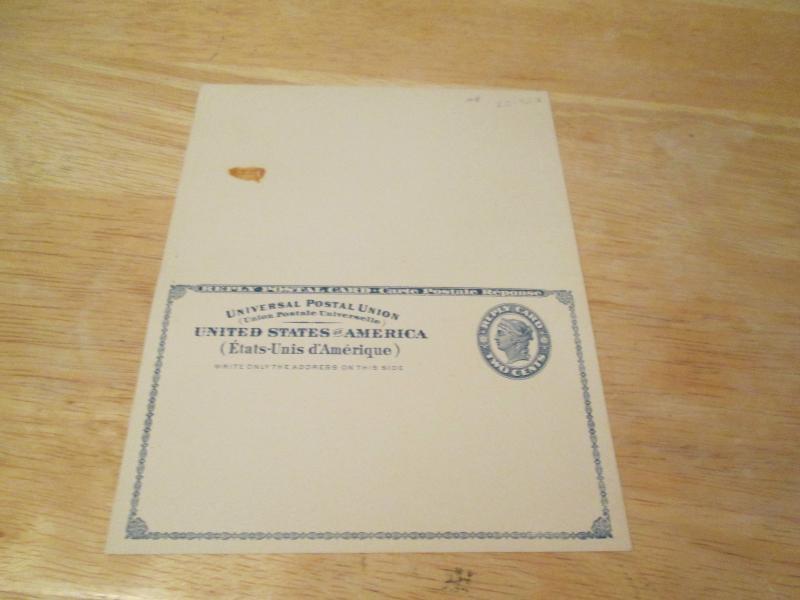 REPLY POSTAL CARD - Carte Postale Réponse
UNIVERSAL POSTAL UNION
(Union Postale Universelle)
UNITED STATES OF AMERICA
(États-Unis d'Amérique)
WRITE ONLY THE ADDRESS ON THIS SIDE
REPLY CARD
TWO CENTS